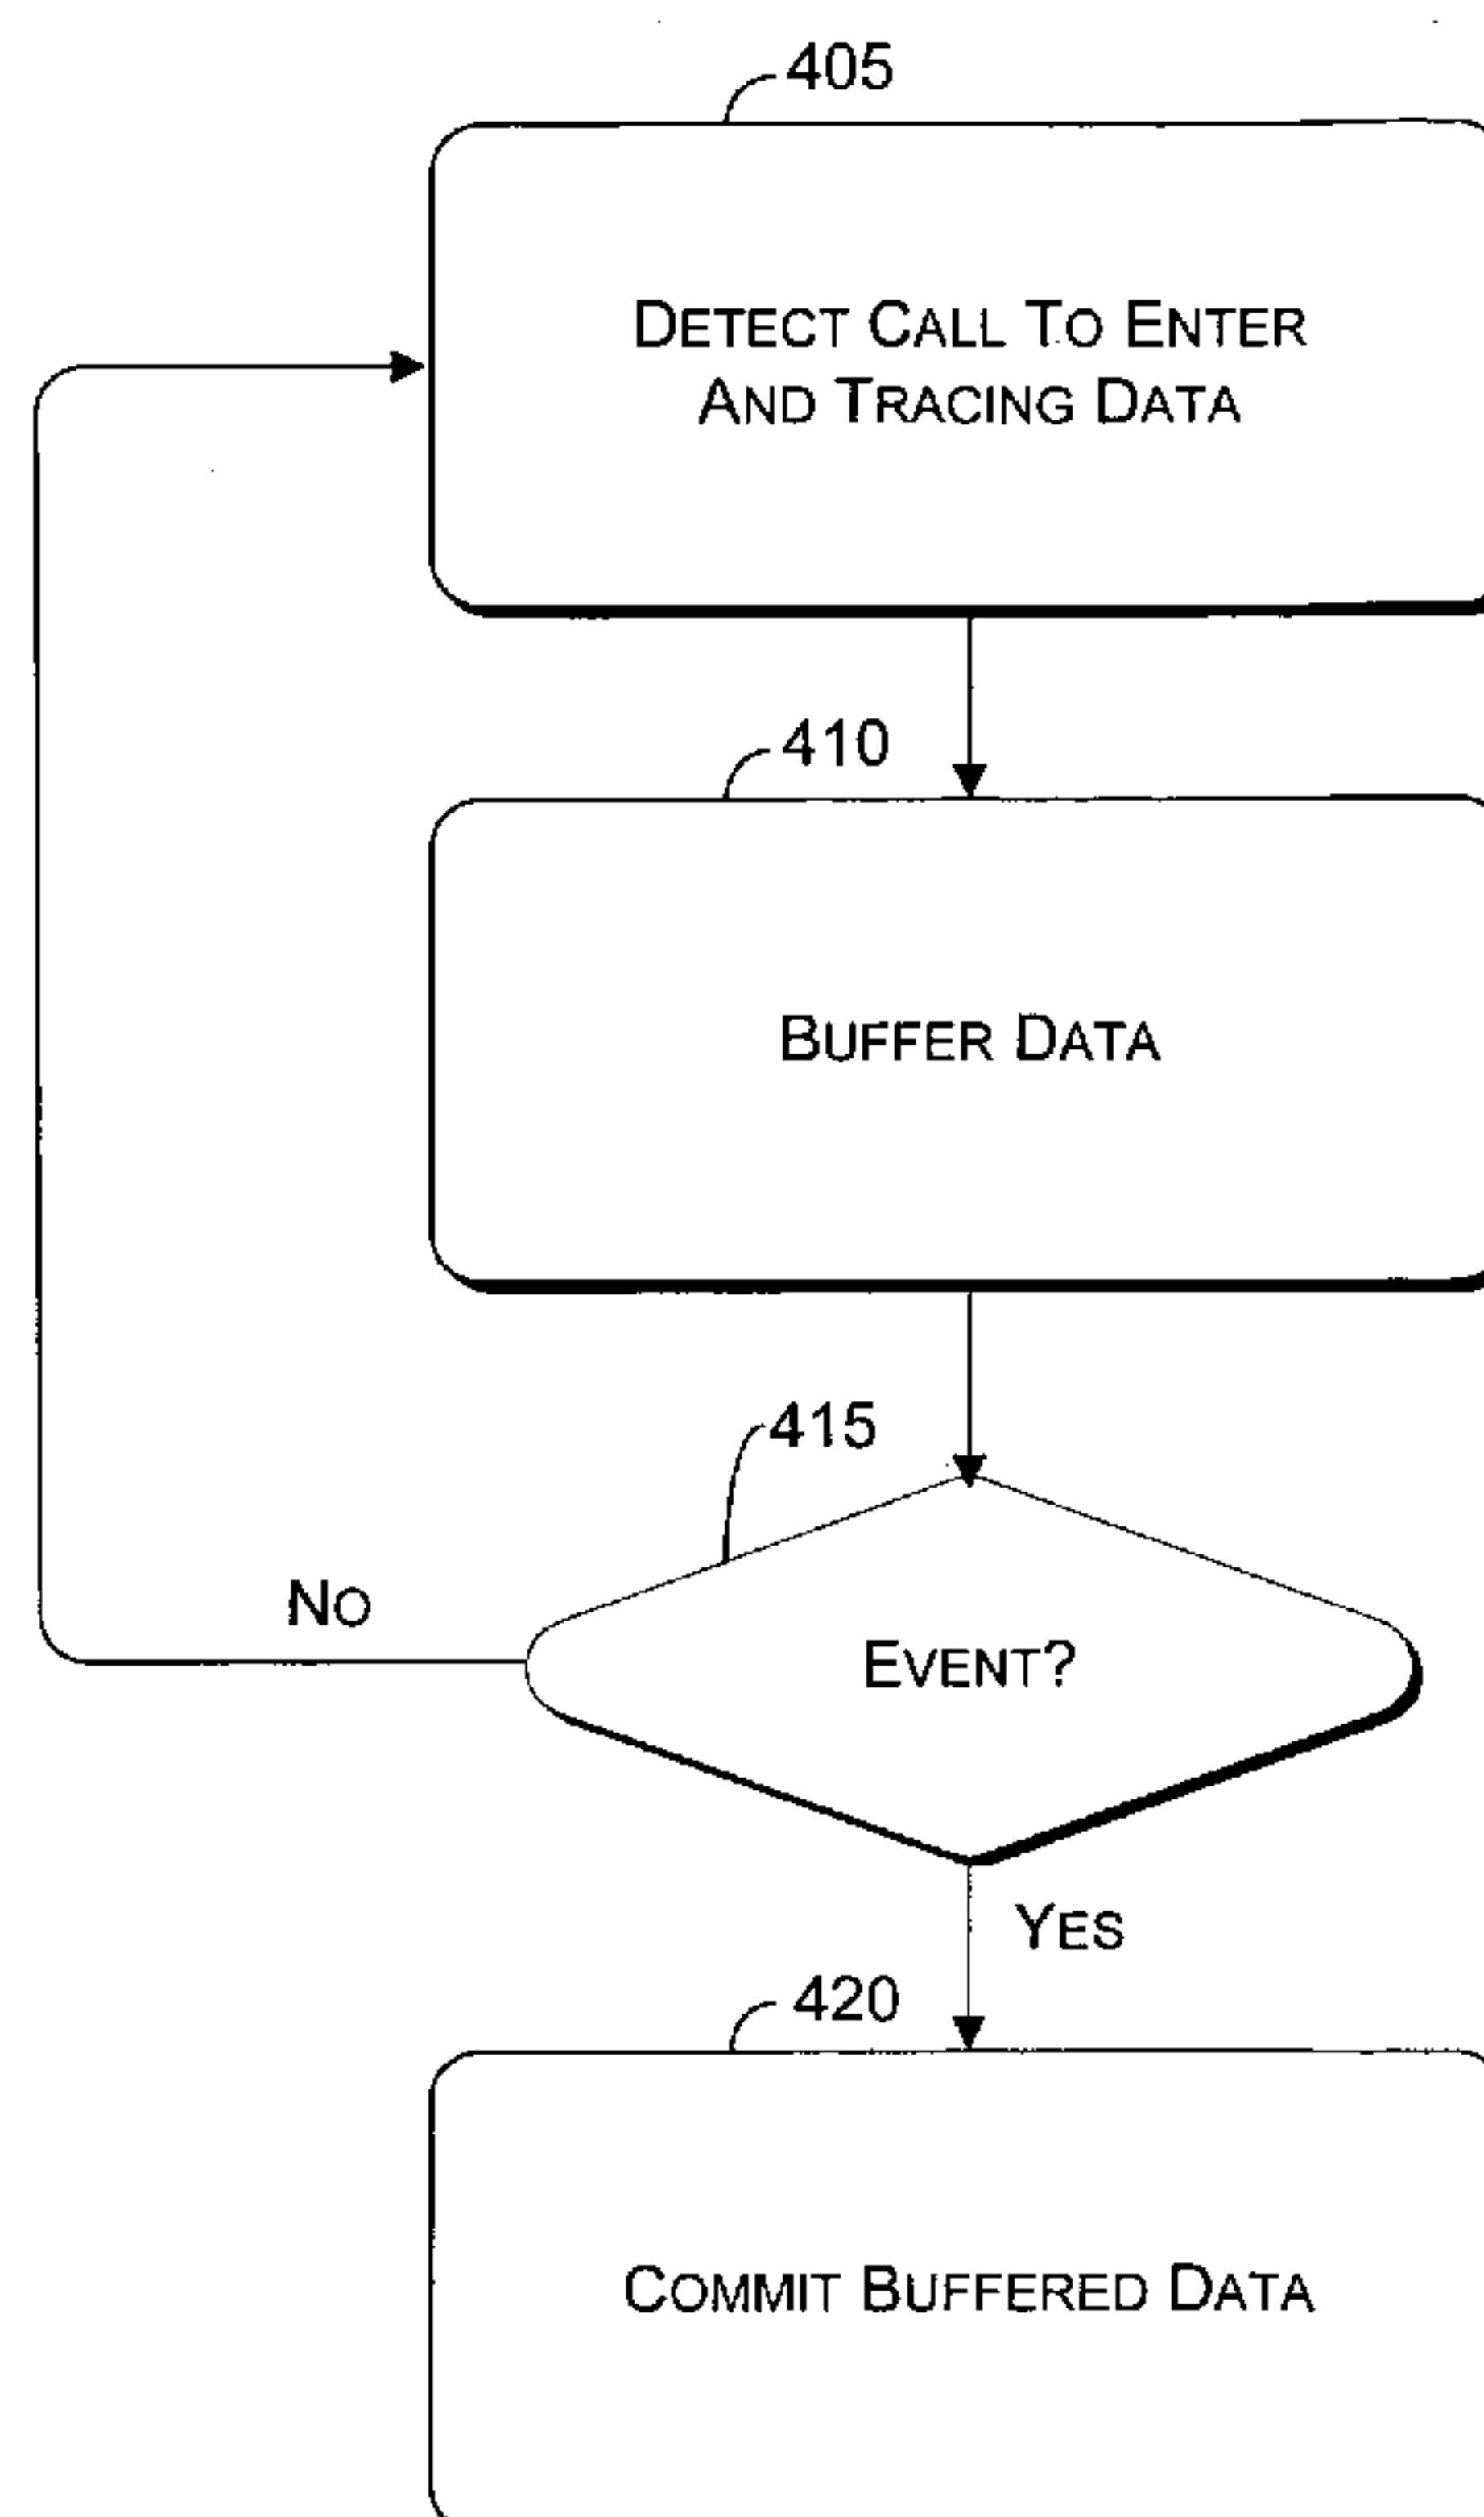 405
DETECT CALL TO ENTER
AND TRACING DATA
410
BUFFER DATA
415
NO
EVENT?
YES
420
COMMIT BUFFERED DATA